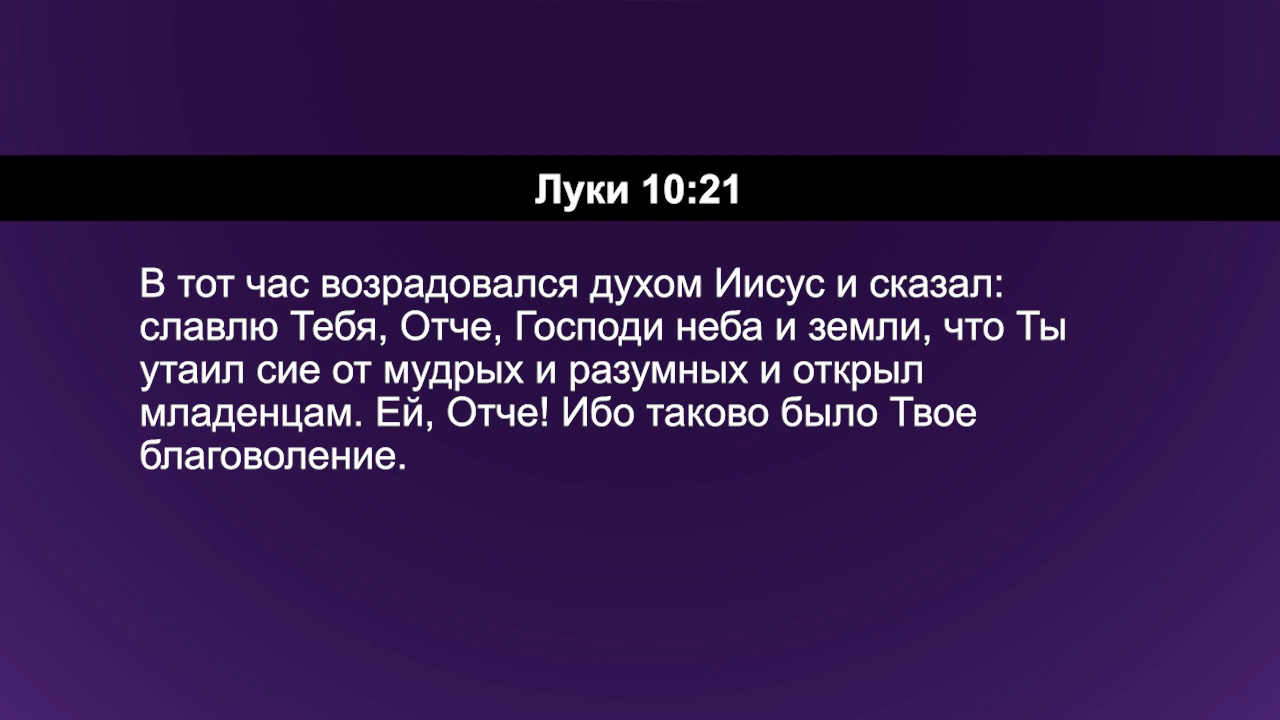 Луки 10:21
В тот час возрадовался духом Иисус и сказал:
славлю Тебя, Отче, Господи неба и земли, что Ты
утаил сие от мудрых и разумных и открыл
младенцам. Ей, Отче! Ибо таково было Твое
благоволение.